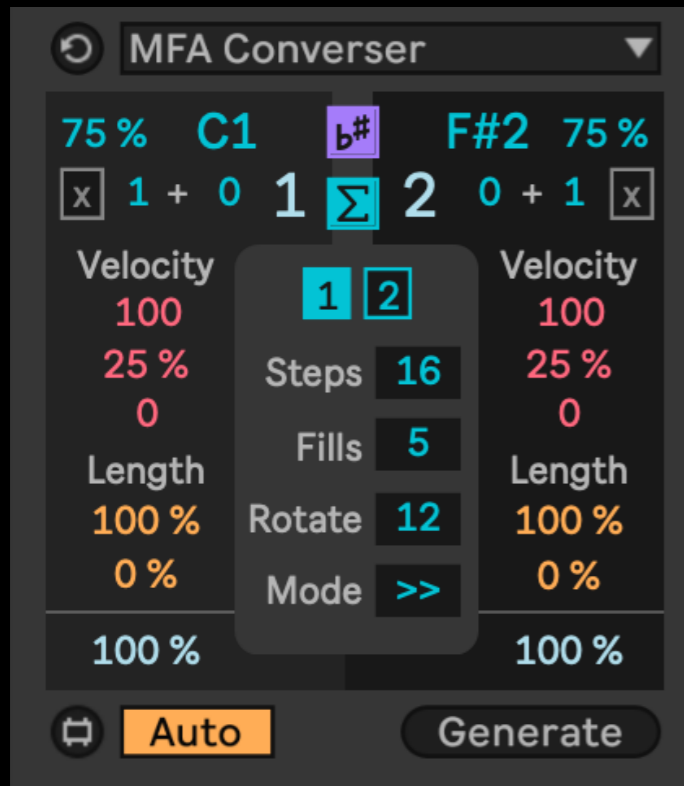 MFA Converser
75 % C1 b# F#2 75 %
x 1 + 0 1 Σ 2 0 + 1 x
Velocity Velocity
100 1 2 100
25 % Steps 16 25 %
0 Fills 5 0
Length Length
100 % Rotate 12 100 %
0 % Mode >> 0 %
100 % 100 %
Auto Generate